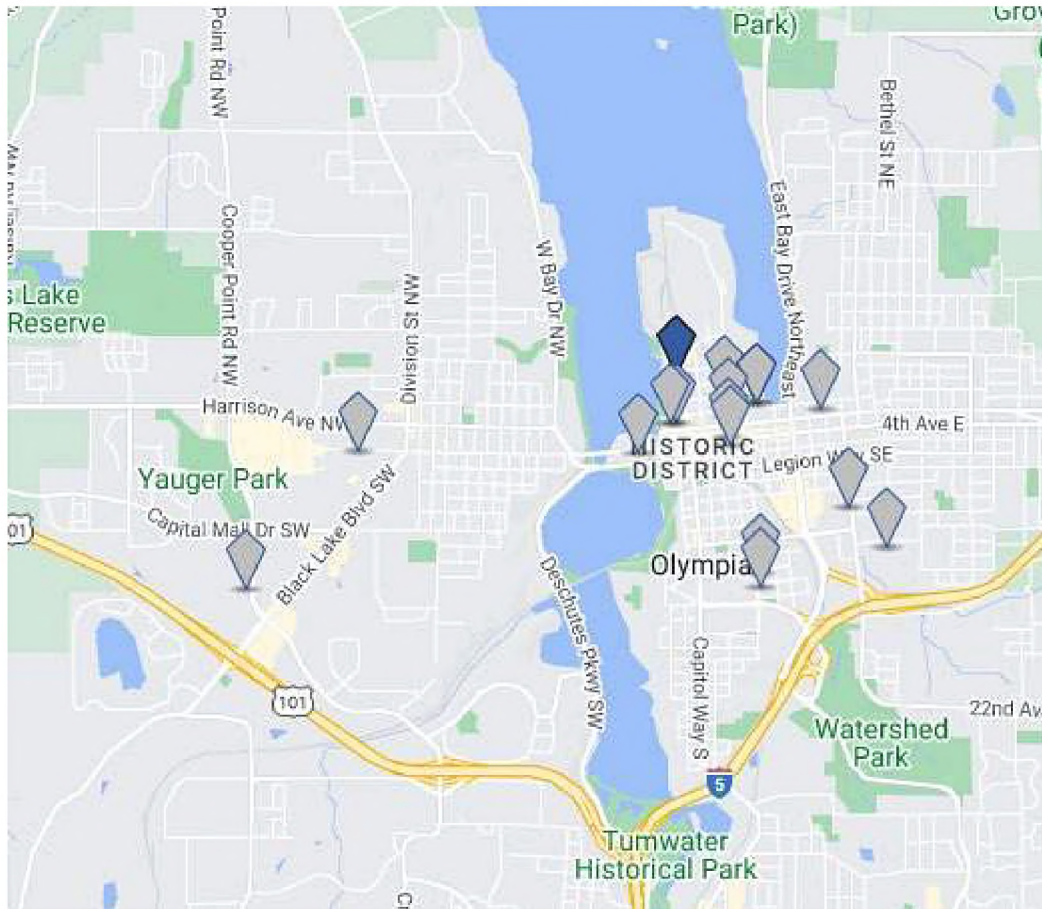 Park)
Point Rd NW
Bethel St NE
East Bay Drive Northeast
Cooper Point Rd NW
W Bay Dr NW
Division St NW
s Lake
Reserve
Harrison Ave NW
4th Ave E
HISTORIC
DISTRICT
Legion Way SE
Yauger Park
Capital Mall Dr SW
Black Lake Blvd SW
01
Olympia
Deschutes Pkwy SW
Capitol Way S
101
22nd Av
Watershed
Park
5
Tumwater
Historical Park